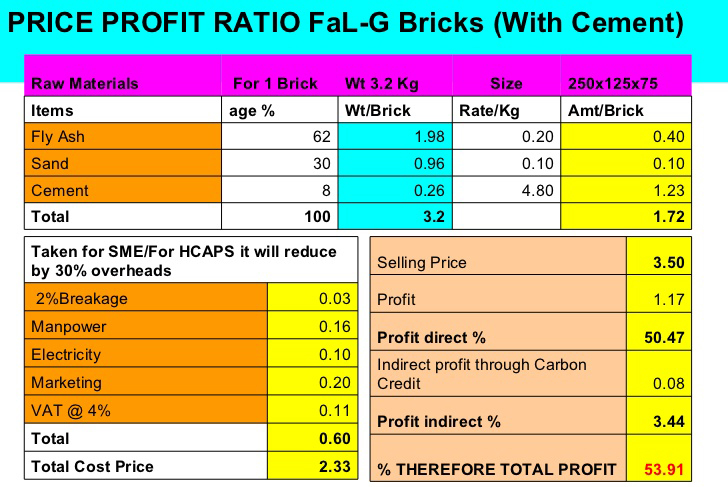 PRICE PROFIT RATIO FaL-G Bricks (With Cement)
Raw Materials For 1 Brick Wt 3.2 Kg Size 250x125x75
Items age % Wt/Brick Rate/Kg Amt/Brick
Fly Ash 62 1.98 0.20 0.40
Sand 30 0.96 0.10 0.10
Cement 8 0.26 4.80 1.23
Total 100 3.2 1.72
Taken for SME/For HCAPS it will reduce
by 30% overheads
2%Breakage 0.03
Manpower 0.16
Electricity 0.10
Marketing 0.20
VAT @ 4% 0.11
Total 0.60
Total Cost Price 2.33
Selling Price 3.50
Profit 1.17
Profit direct % 50.47
Indirect profit through Carbon
Credit 0.08
Profit indirect % 3.44
% THEREFORE TOTAL PROFIT 53.91